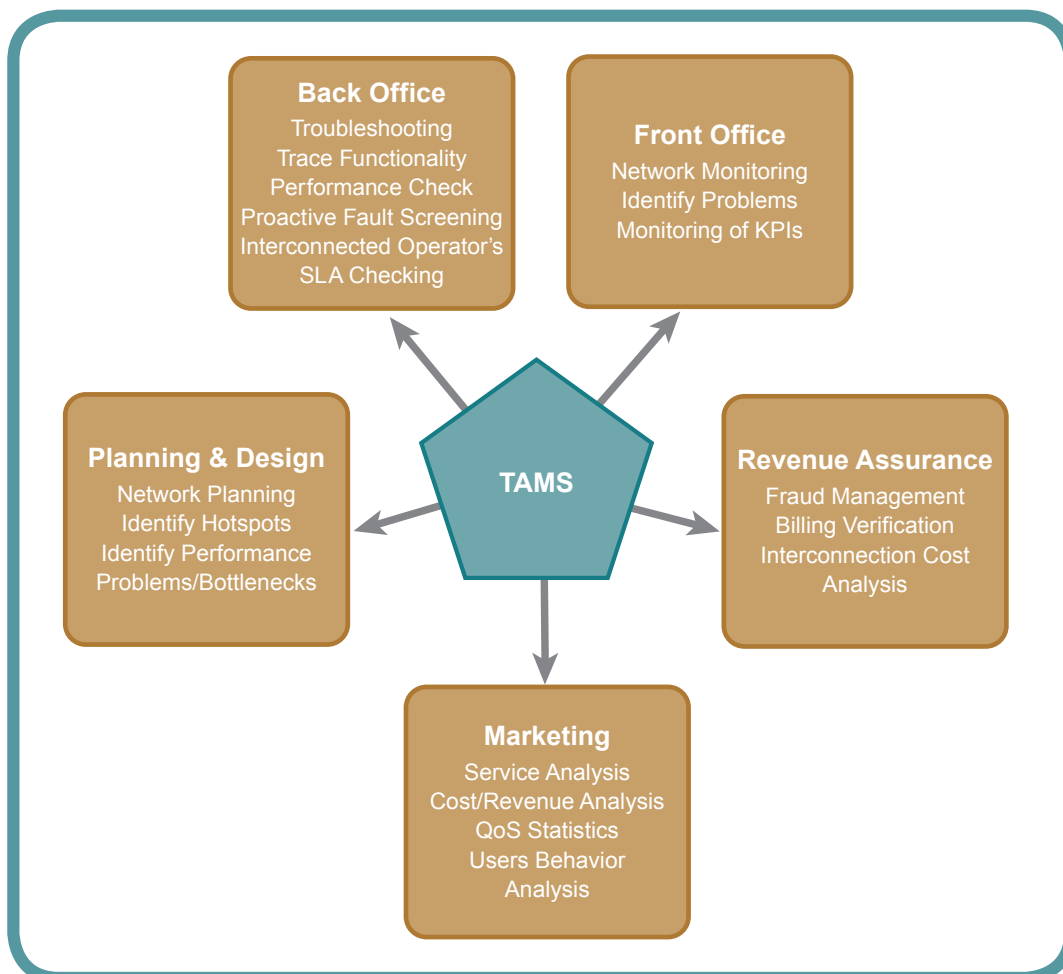 Back Office
Troubleshooting
Trace Functionality
Performance Check
Proactive Fault Screening
Interconnected Operator’s
SLA Checking
Front Office
Network Monitoring
Identify Problems
Monitoring of KPIs
Planning & Design
Network Planning
Identify Hotspots
Identify Performance
Problems/Bottlenecks
TAMS
Revenue Assurance
Fraud Management
Billing Verification
Interconnection Cost
Analysis
Marketing
Service Analysis
Cost/Revenue Analysis
QoS Statistics
Users Behavior
Analysis